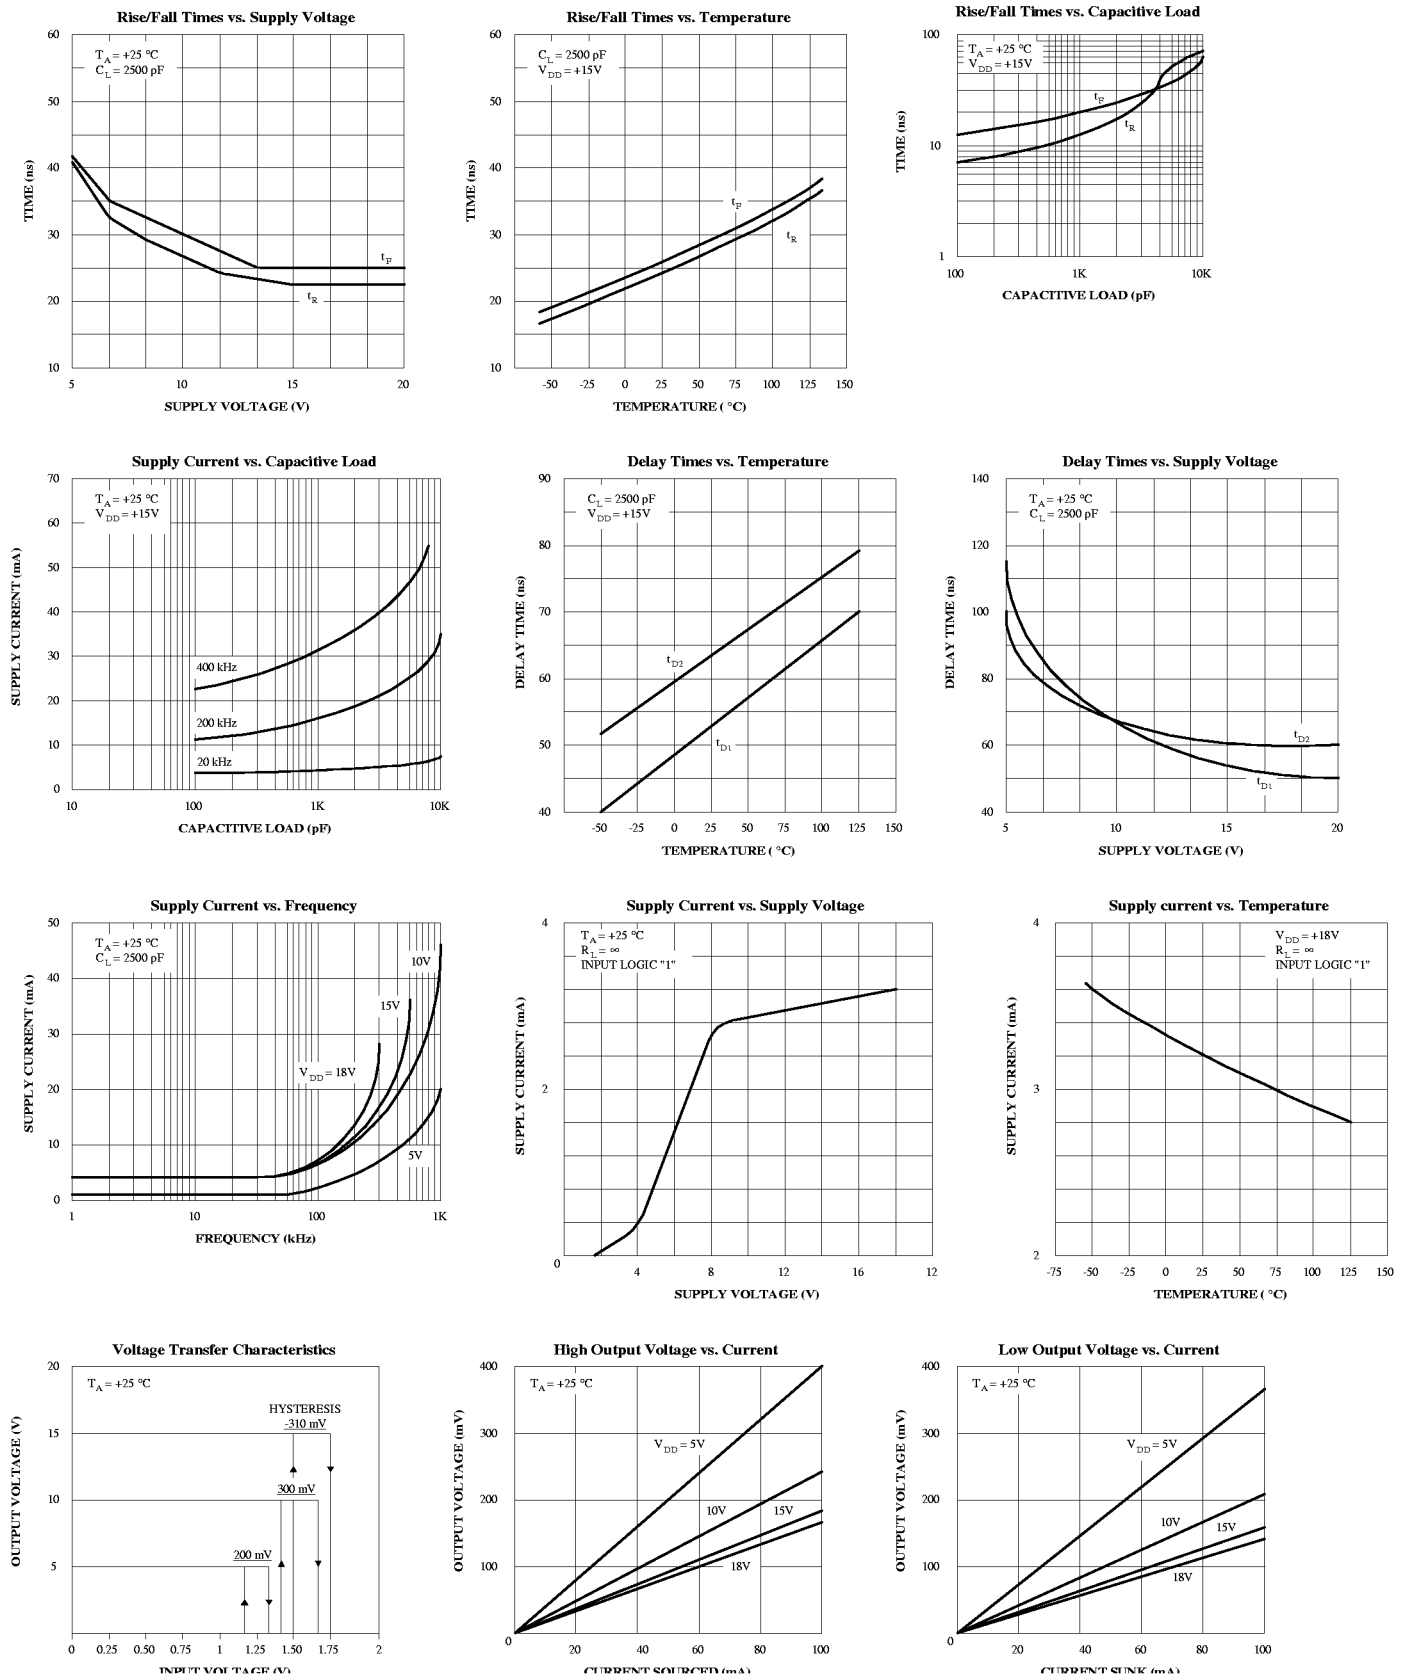 Rise/Fall Times vs. Supply Voltage
60
50
40
30
20
10
TIME (ns)
TA = +25 °C
CL = 2500 pF
tF
tR
5 10 15 20
SUPPLY VOLTAGE (V)
Rise/Fall Times vs. Temperature
60
50
40
30
20
10
TIME (ns)
CL = 2500 pF
VDD = +15V
tF
tR
-50 -25 0 25 50 75 100 125 150
TEMPERATURE ( °C)
Rise/Fall Times vs. Capacitive Load
100
10
1
TIME (ns)
TA = +25 °C
VDD = +15V
tF
tR
100 1K 10K
CAPACITIVE LOAD (pF)
Supply Current vs. Capacitive Load
70
60
50
40
30
20
10
0
SUPPLY CURRENT (mA)
TA = +25 °C
VDD = +15V
400 kHz
200 kHz
20 kHz
10 100 1K 10K
CAPACITIVE LOAD (pF)
Delay Times vs. Temperature
90
80
70
60
50
40
DELAY TIME (ns)
CL = 2500 pF
VDD = +15V
tD2
tD1
-50 -25 0 25 50 75 100 125 150
TEMPERATURE ( °C)
Delay Times vs. Supply Voltage
140
120
100
80
60
40
DELAY TIME (ns)
TA = +25 °C
CL = 2500 pF
tD2
tD1
5 10 15 20
SUPPLY VOLTAGE (V)
Supply Current vs. Frequency
50
40
30
20
10
0
SUPPLY CURRENT (mA)
TA = +25 °C
CL = 2500 pF
10V
15V
VDD = 18V
5V
1 10 100 1K
FREQUENCY (kHz)
Supply Current vs. Supply Voltage
4
2
0
SUPPLY CURRENT (mA)
TA = +25 °C
RL = ∞
INPUT LOGIC "1"
4 8 12 16 12
SUPPLY VOLTAGE (V)
Supply current vs. Temperature
4
3
2
SUPPLY CURRENT (mA)
VDD = +18V
RL = ∞
INPUT LOGIC "1"
-75 -50 -25 0 25 50 75 100 125 150
TEMPERATURE ( °C)
Voltage Transfer Characteristics
20
15
10
5
OUTPUT VOLTAGE (V)
TA = +25 °C
HYSTERESIS
-310 mV
300 mV
200 mV
0 0.25 0.50 0.75 1 1.25 1.50 1.75 2
INPUT VOLTAGE (V)
High Output Voltage vs. Current
400
300
200
100
0
OUTPUT VOLTAGE (mV)
TA = +25 °C
VDD = 5V
10V
15V
18V
20 40 60 80 100
CURRENT SOURCED (mA)
Low Output Voltage vs. Current
400
300
200
100
0
OUTPUT VOLTAGE (mV)
TA = +25 °C
VDD = 5V
10V
15V
18V
20 40 60 80 100
CURRENT SUNK (mA)